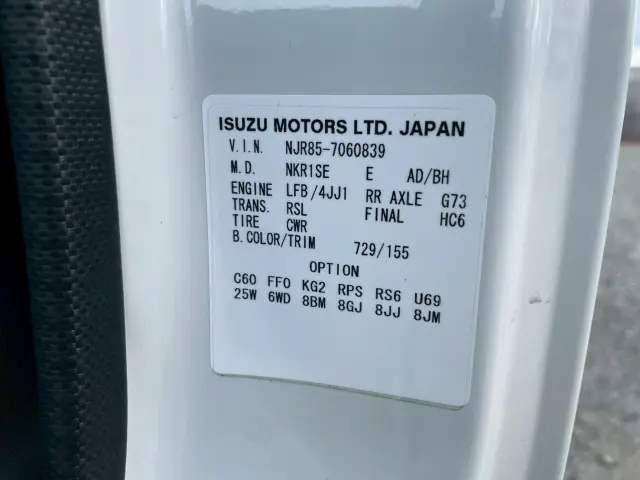 ISUZU MOTORS LTD. JAPAN
V.I.N. NJR85-7060839
M.D. NKR1SE E AD/BH
ENGINE LFB/4JJ1 RR AXLE G73
TRANS. RSL FINAL HC6
TIRE CWR
B.COLOR/TRIM 729/155
OPTION
C60 FF0 KG2 RPS RS6 U69
25W 6WD 8BM 8GJ 8JJ 8JM